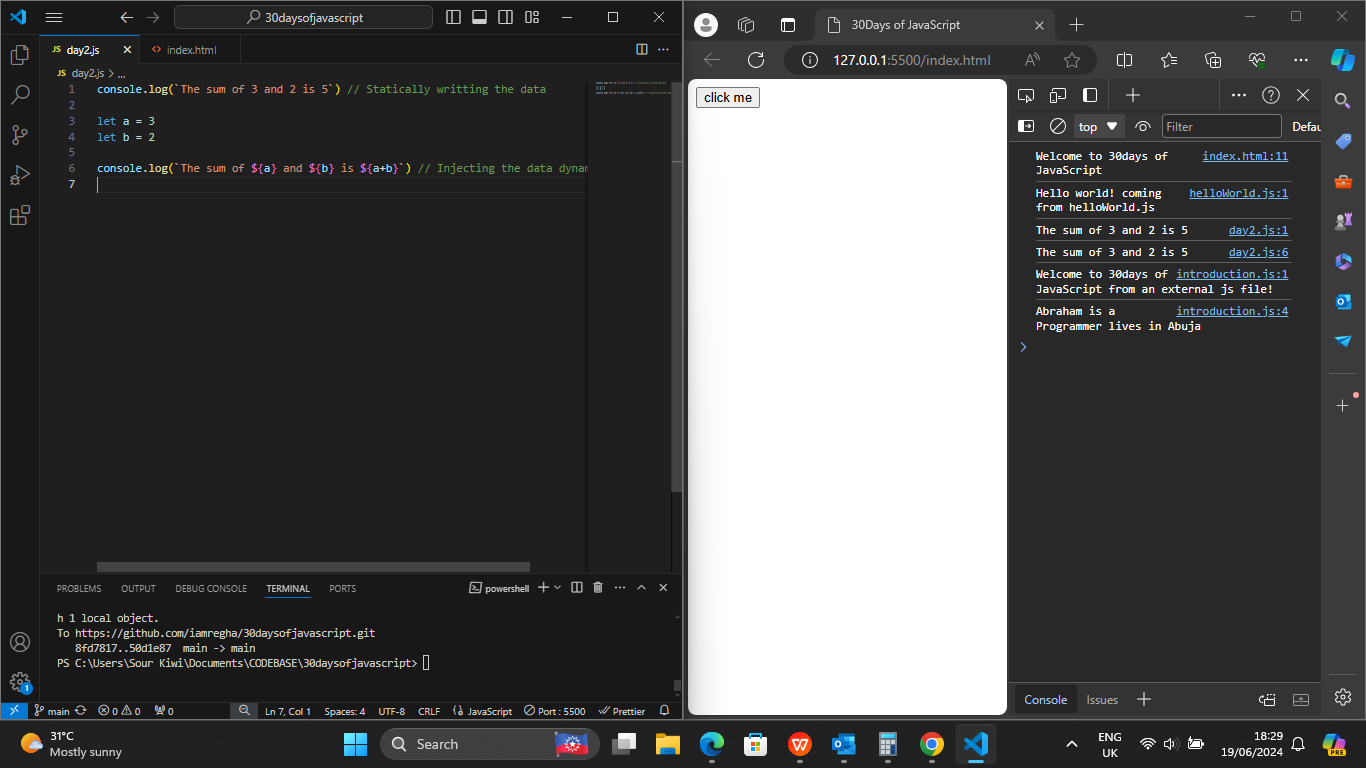 30daysofjavascript
JS day2.js
index.html
JS day2.js > ...
1 console.log(`The sum of 3 and 2 is 5`) // Statically writting the data
2
3 let a = 3
4 let b = 2
5
6 console.log(`The sum of ${a} and ${b} is ${a+b}`) // Injecting the data dynam
7
PROBLEMS OUTPUT DEBUG CONSOLE TERMINAL PORTS
powershell
h 1 local object.
To https://github.com/iamregha/30daysofjavascript.git
8fd7817..50d1e87 main -> main
PS C:\Users\Sour Kiwi\Documents\CODEBASE\30daysofjavascript>
1
main 0 0 0 Ln 7, Col 1 Spaces: 4 UTF-8 CRLF JavaScript Port : 5500 Prettier
30Days of JavaScript
127.0.0.1:5500/index.html
click me
top Filter Defau
Welcome to 30days of index.html:11
JavaScript
Hello world! coming helloWorld.js:1
from helloWorld.js
The sum of 3 and 2 is 5 day2.js:1
The sum of 3 and 2 is 5 day2.js:6
Welcome to 30days of introduction.js:1
JavaScript from an external js file!
Abraham is a introduction.js:4
Programmer lives in Abuja
Console Issues
31°C
Mostly sunny
Search
ENG
UK
18:29
19/06/2024
PRE